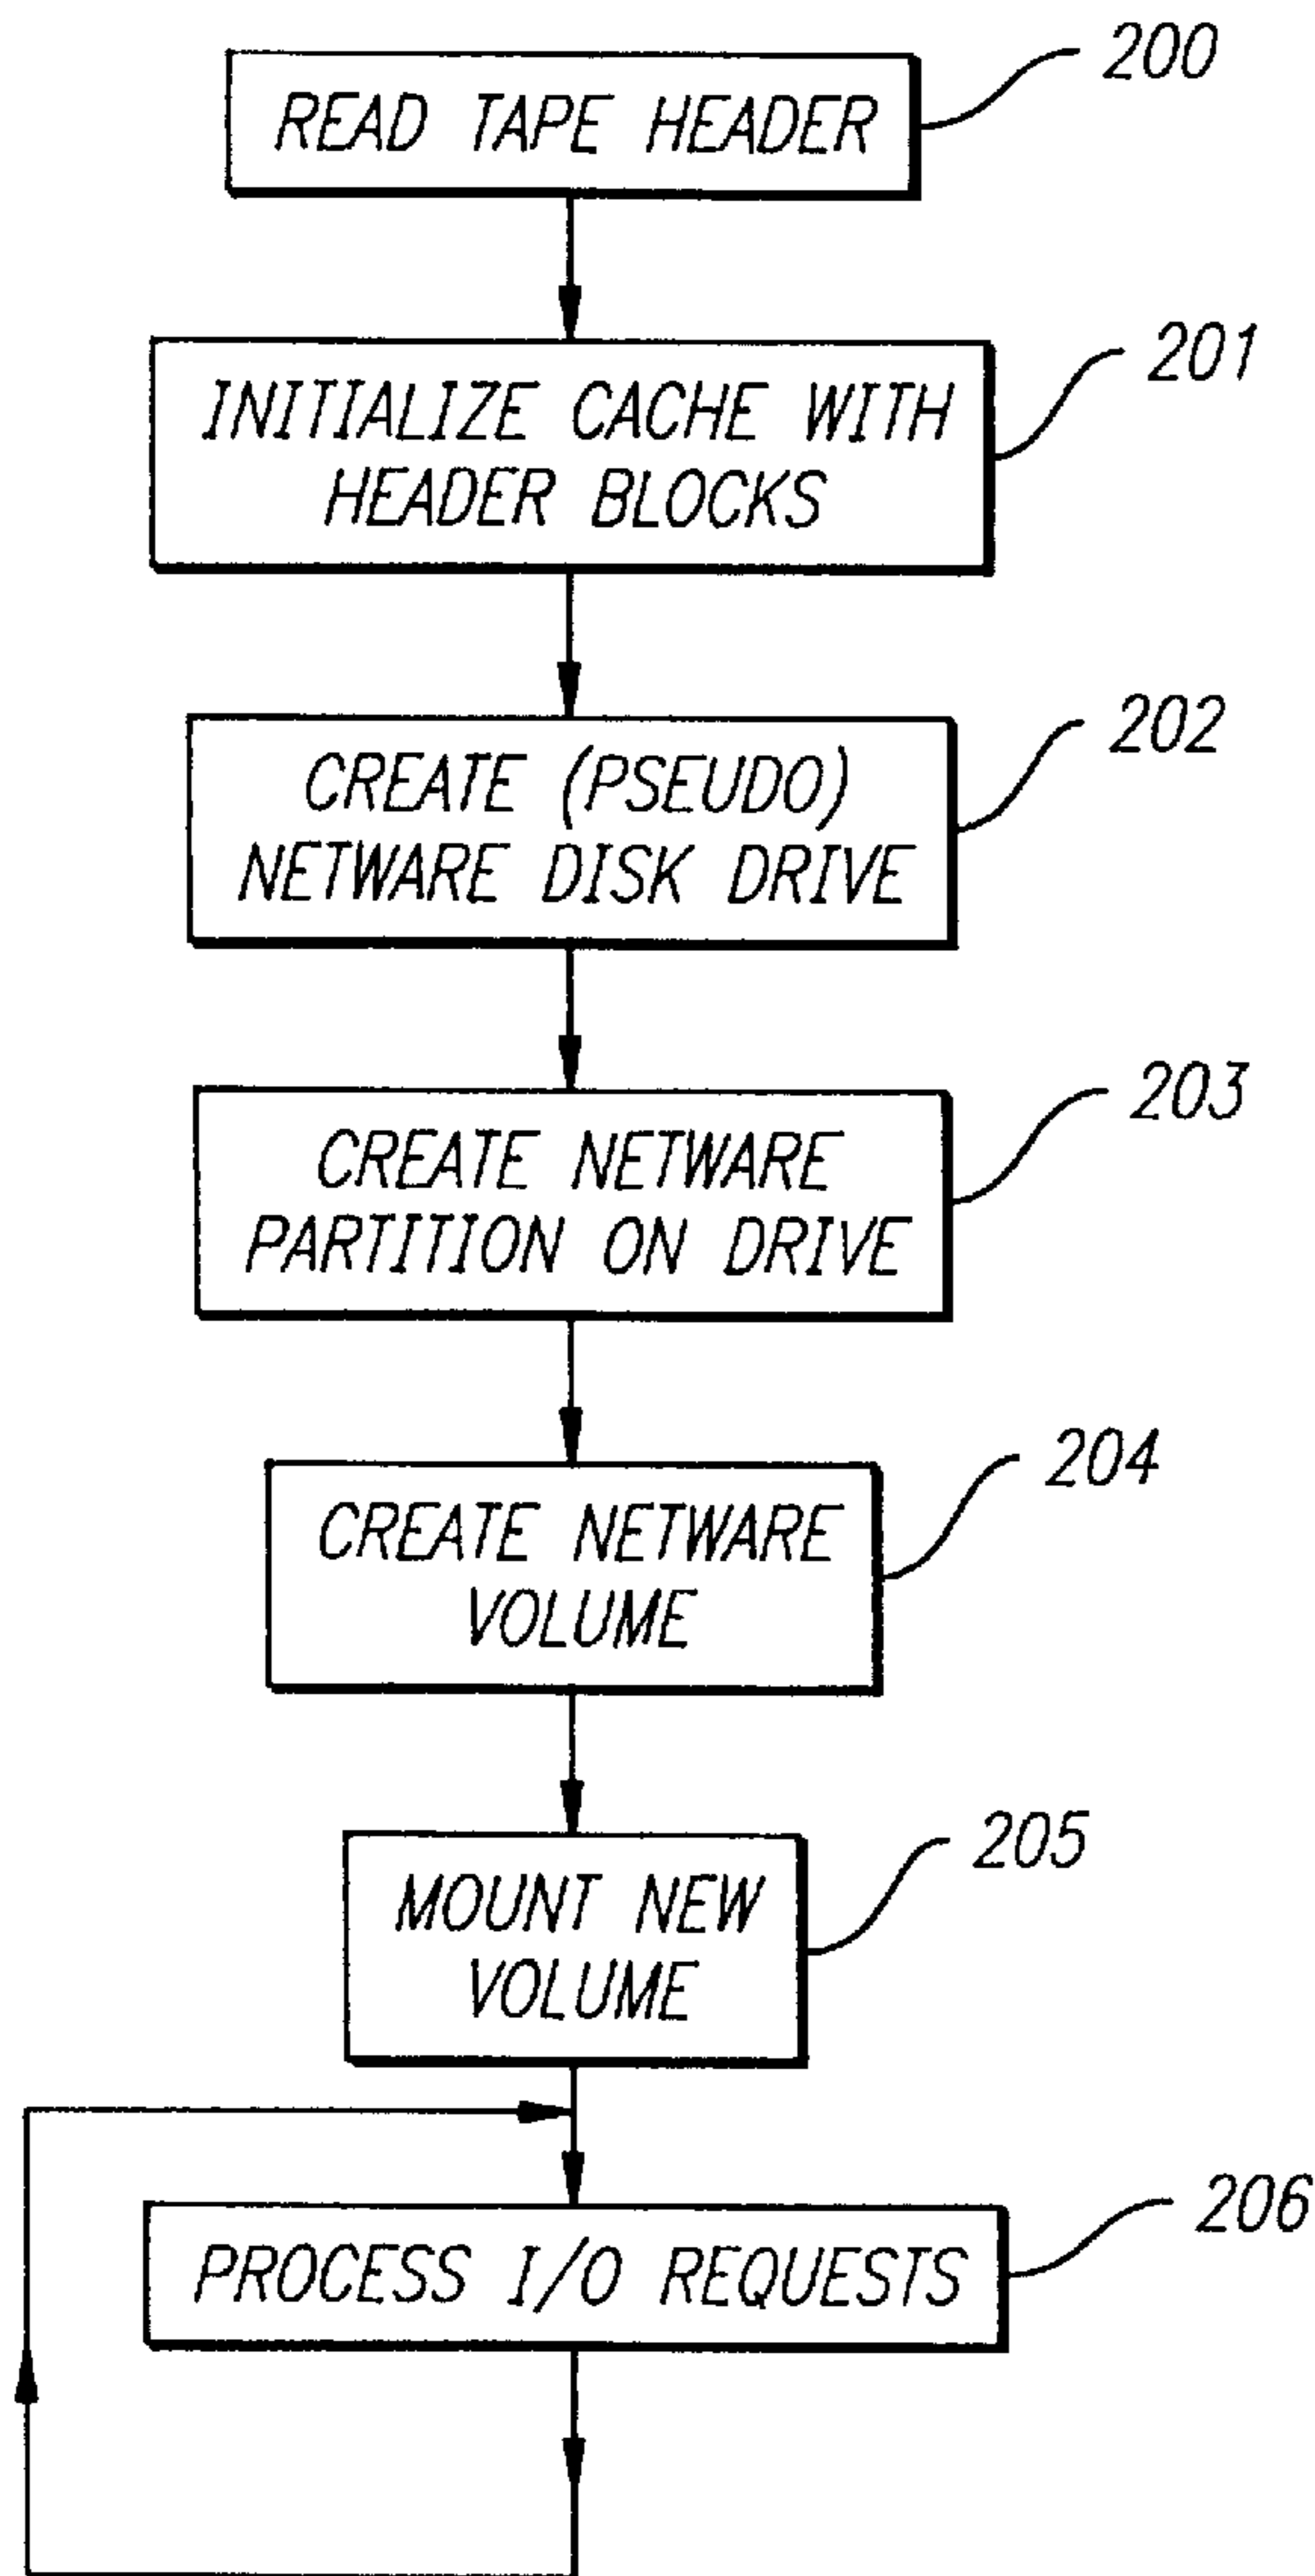 200
READ TAPE HEADER
201
INITIALIZE CACHE WITH
HEADER BLOCKS
202
CREATE (PSEUDO)
NETWARE DISK DRIVE
203
CREATE NETWARE
PARTITION ON DRIVE
204
CREATE NETWARE
VOLUME
205
MOUNT NEW
VOLUME
206
PROCESS I/O REQUESTS